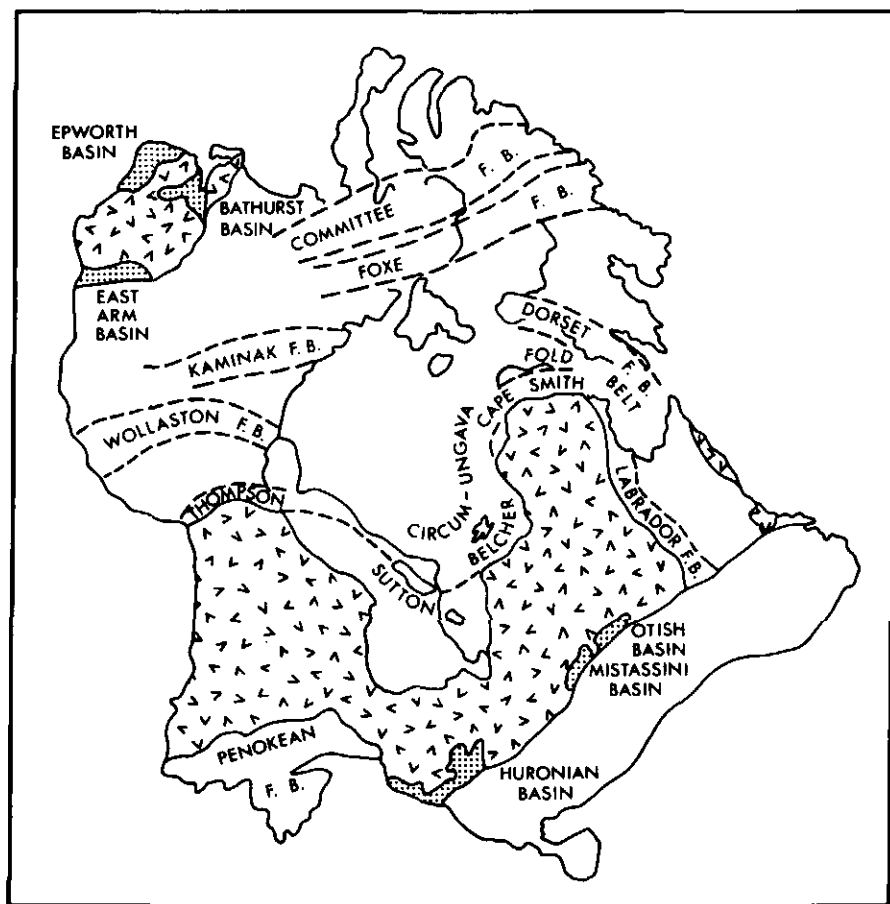 EPWORTH
BASIN
BATHURST
BASIN
COMMITTEE F. B.
FOXE F. B.
EAST
ARM
BASIN
DORSET F. B.
KAMINAK F. B.
FOLD BELT
CAPE SMITH
WOLLASTON F. B.
CIRCUM - UNGAVA
THOMPSON
BELCHER
LABRADOR F.B.
SUTTON
OTISH
BASIN
MISTASSINI
BASIN
PENOKEAN
F. B.
HURONIAN
BASIN